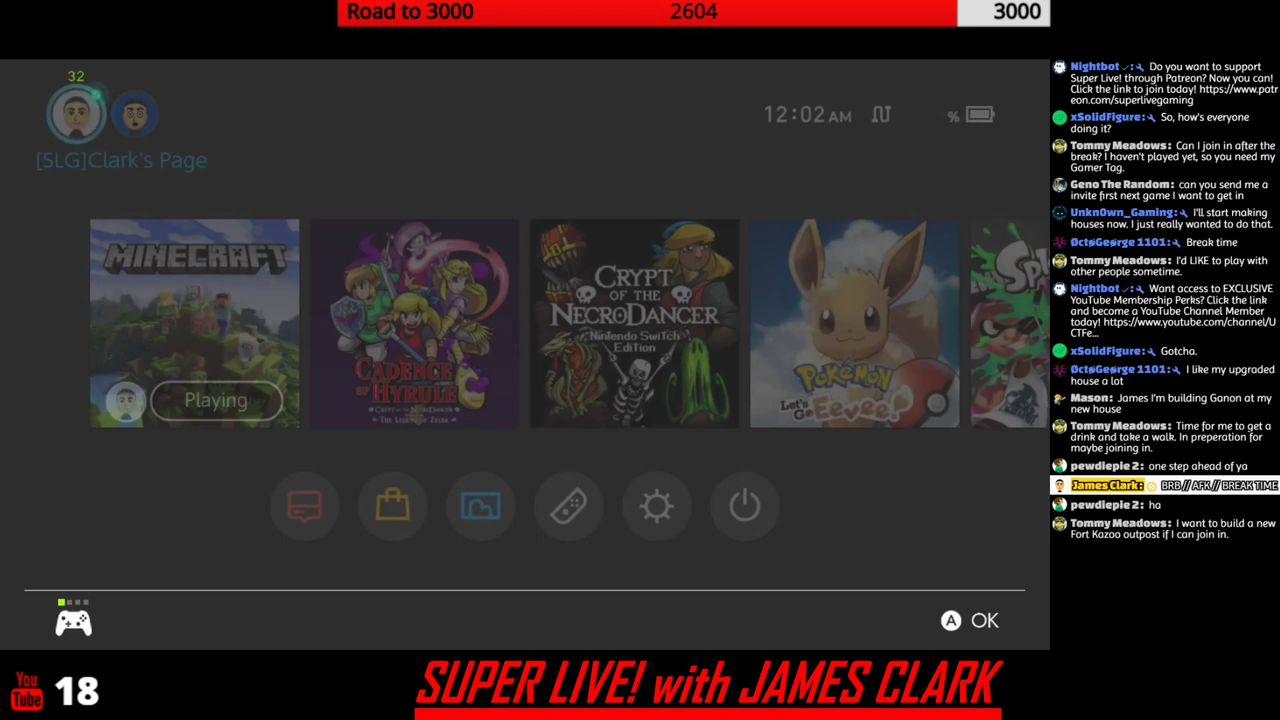 Road to 3000
2604
3000
32
12:02 AM
%
[SLG]Clark's Page
MINECRAFT
Playing
CADENCE
OF HYRULE
CRYPT OF THE NECRODANCER
THE LEGEND OF ZELDA
CRYPT
OF THE
NECRODANCER
Nintendo Switch
Edition
POKéMON
Let's Go, Eevee!
Spl
A OK
Nightbot ✓: Do you want to support
Super Live! through Patreon? Now you can!
Click the link to join today! https://www.patr
eon.com/superlivegaming
xSolidFigure: So, how's everyone
doing it?
Tommy Meadows: Can I join in after the
break? I haven't played yet, so you need my
Gamer Tag.
Geno The Random: can you send me a
invite first next game I want to get in
Unkn0wn_Gaming: I'll start making
houses now. I just really wanted to do that.
ØctøGeørge 1101: Break time
Tommy Meadows: I'd LIKE to play with
other people sometime.
Nightbot ✓: Want access to EXCLUSIVE
YouTube Membership Perks? Click the link
and become a YouTube Channel Member
today! https://www.youtube.com/channel/U
CTFe...
xSolidFigure: Gotcha.
ØctøGeørge 1101: I like my upgraded
house a lot
Mason: James I'm building Ganon at my
new house
Tommy Meadows: Time for me to get a
drink and take a walk. In preperation for
maybe joining in.
pewdiepie 2: one step ahead of ya
James Clark: BRB // AFK // BREAK TIME
pewdiepie 2: ha
Tommy Meadows: I want to build a new
Fort Kazoo outpost if I can join in.
You
Tube
18
SUPER LIVE! with JAMES CLARK